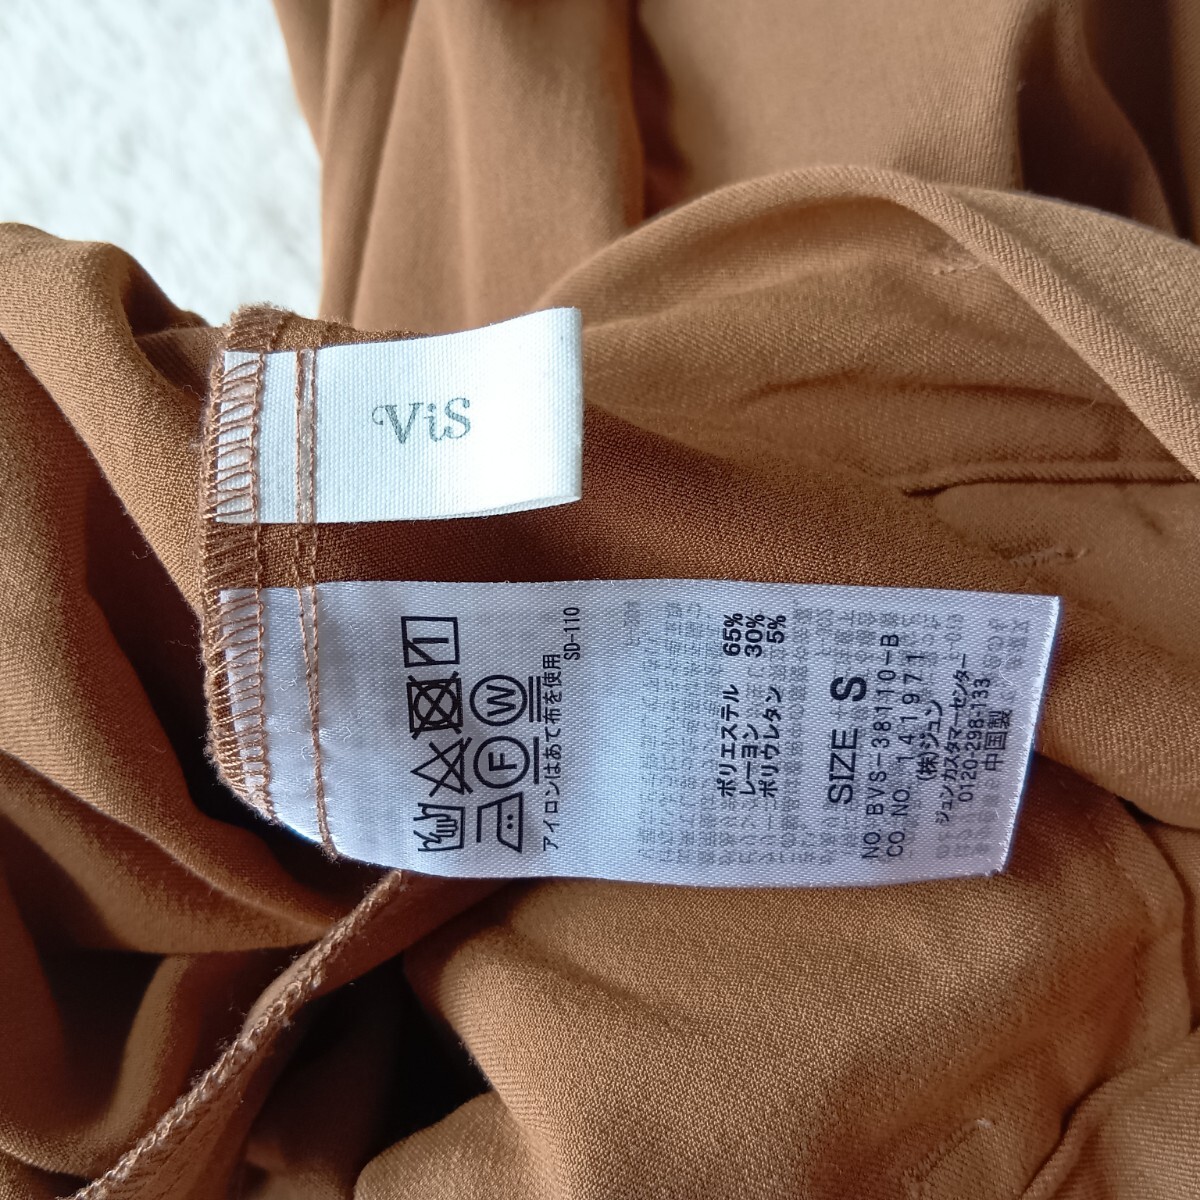 ViS
W
F
アイロンはあて布を使用
SD-110
ポリエステル 65%
レーヨン 30%
ポリウレタン 5%
SIZE S
NO.BVS-38110-B
CO.NO. 141971
(株)ジュン
ジュンカスタマーセンター
0120-298-133
中国製